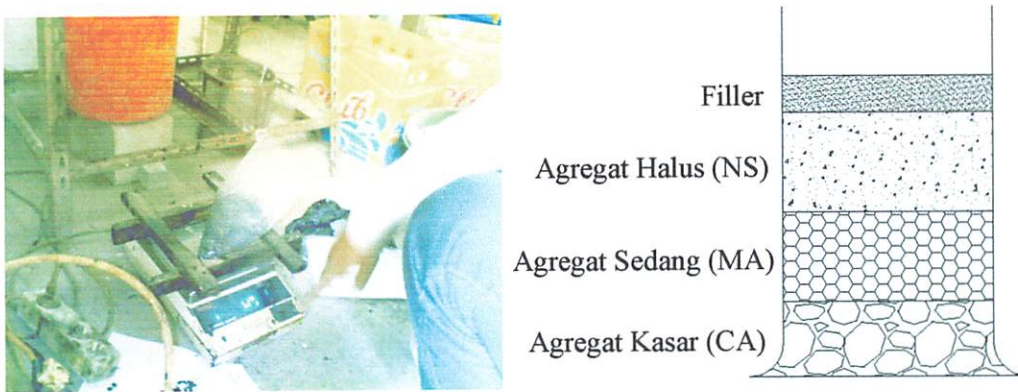 Filler
Agregat Halus (NS)
Agregat Sedang (MA)
Agregat Kasar (CA)